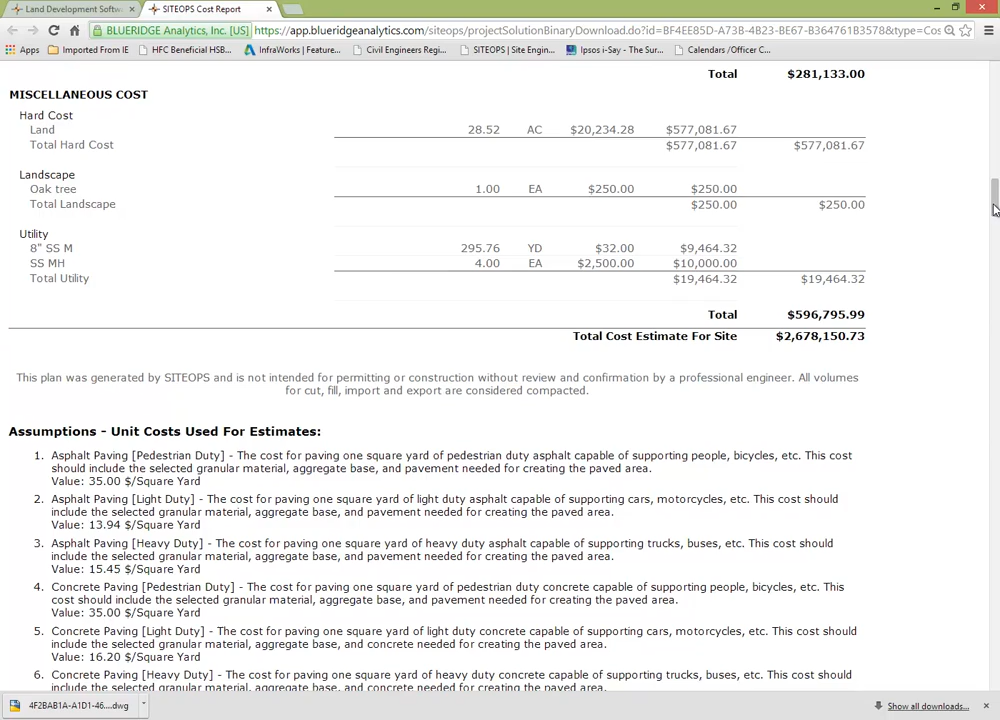 Land Development Softw
SITEOPS Cost Report
BLUERIDGE Analytics, Inc. [US]
https://app.blueridgeanalytics.com/siteops/projectSolutionBinaryDownload.do?id=BF4EE85D-A73B-4B23-BE67-B364761B3578&type=Cos
Apps
Imported From IE
HFC Beneficial HSB...
InfraWorks | Feature...
Civil Engineers Regi...
SITEOPS | Site Engin...
Ipsos i-Say - The Sur...
Calendars /Officer C...
Total $281,133.00
MISCELLANEOUS COST
Hard Cost
Land 28.52 AC $20,234.28 $577,081.67
Total Hard Cost $577,081.67 $577,081.67
Landscape
Oak tree 1.00 EA $250.00 $250.00
Total Landscape $250.00 $250.00
Utility
8" SS M 295.76 YD $32.00 $9,464.32
SS MH 4.00 EA $2,500.00 $10,000.00
Total Utility $19,464.32 $19,464.32
Total $596,795.99
Total Cost Estimate For Site $2,678,150.73
This plan was generated by SITEOPS and is not intended for permitting or construction without review and confirmation by a professional engineer. All volumes
for cut, fill, import and export are considered compacted.
Assumptions - Unit Costs Used For Estimates:
1. Asphalt Paving [Pedestrian Duty] - The cost for paving one square yard of pedestrian duty asphalt capable of supporting people, bicycles, etc. This cost
should include the selected granular material, aggregate base, and pavement needed for creating the paved area.
Value: 35.00 $/Square Yard
2. Asphalt Paving [Light Duty] - The cost for paving one square yard of light duty asphalt capable of supporting cars, motorcycles, etc. This cost should
include the selected granular material, aggregate base, and pavement needed for creating the paved area.
Value: 13.94 $/Square Yard
3. Asphalt Paving [Heavy Duty] - The cost for paving one square yard of heavy duty asphalt capable of supporting trucks, buses, etc. This cost should
include the selected granular material, aggregate base, and pavement needed for creating the paved area.
Value: 15.45 $/Square Yard
4. Concrete Paving [Pedestrian Duty] - The cost for paving one square yard of pedestrian duty concrete capable of supporting people, bicycles, etc. This
cost should include the selected granular material, aggregate base, and pavement needed for creating the paved area.
Value: 35.00 $/Square Yard
5. Concrete Paving [Light Duty] - The cost for paving one square yard of light duty concrete capable of supporting cars, motorcycles, etc. This cost should
include the selected granular material, aggregate base, and concrete needed for creating the paved area.
Value: 16.20 $/Square Yard
6. Concrete Paving [Heavy Duty] - The cost for paving one square yard of heavy duty concrete capable of supporting trucks, buses, etc. This cost should
include the selected granular material, aggregate base, and concrete needed for creating the paved area.
4F2BAB1A-A1D1-46....dwg
Show all downloads...